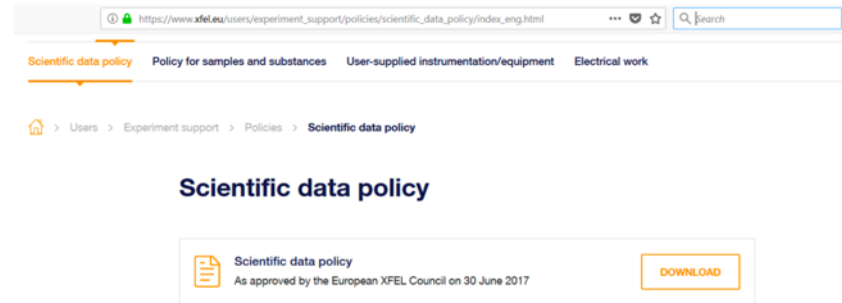 https://www.xfel.eu/users/experiment_support/policies/scientific_data_policy/index_eng.html ... Search
Scientific data policy Policy for samples and substances User-supplied instrumentation/equipment Electrical work
> Users > Experiment support > Policies > Scientific data policy
Scientific data policy
Scientific data policy
As approved by the European XFEL Council on 30 June 2017
DOWNLOAD